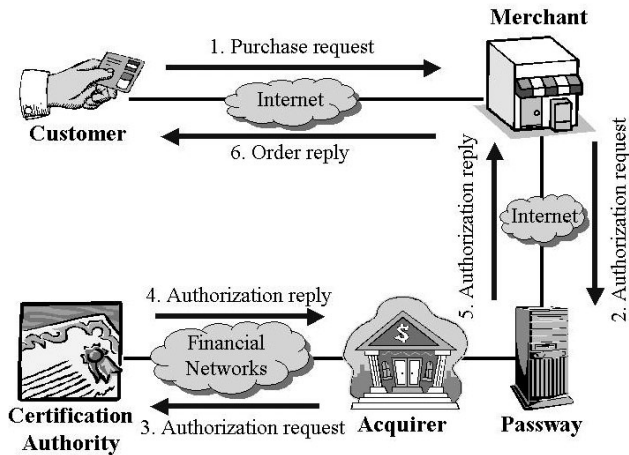 Merchant
1. Purchase request
Internet
Customer
6. Order reply
5. Authorization reply
Internet
2. Authorization request
4. Authorization reply
$
Financial
Networks
Certification
Authority
3. Authorization request
Acquirer
Passway